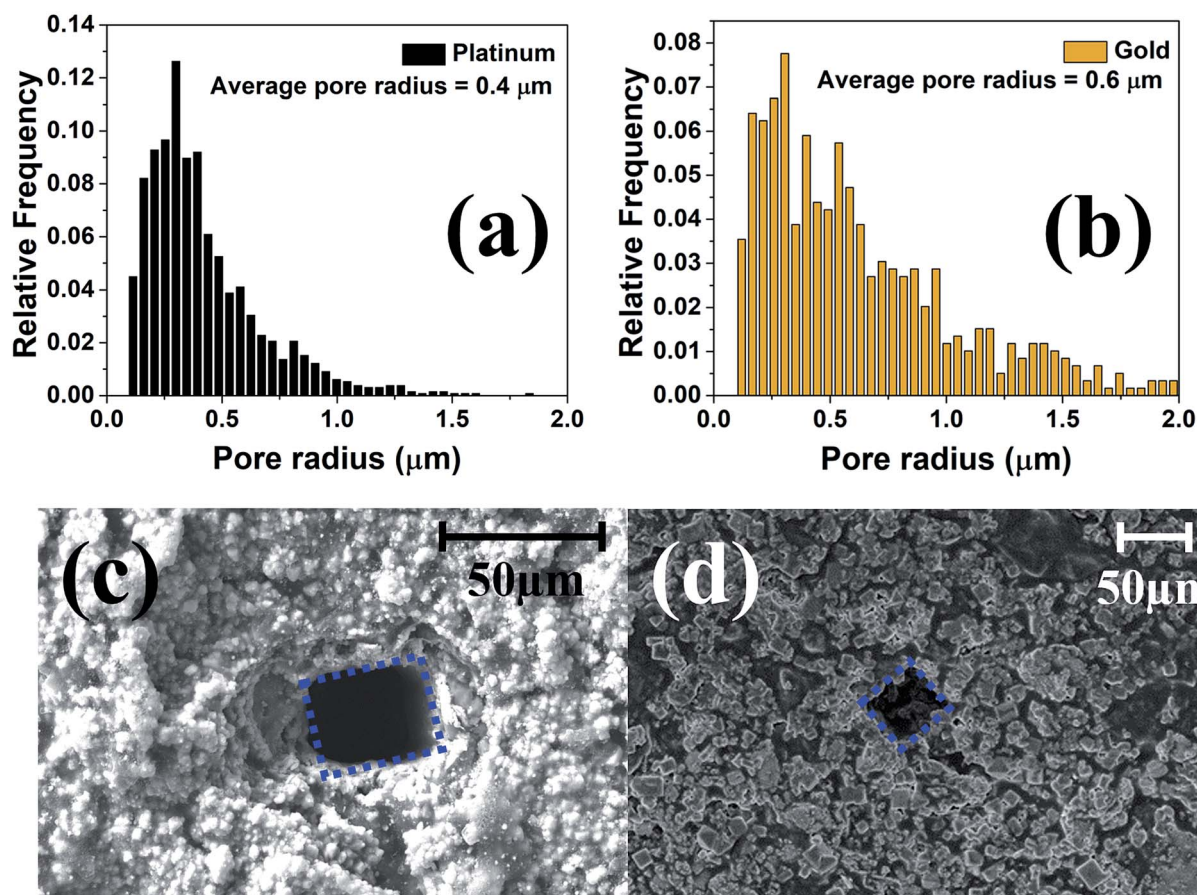 0.14
0.12
0.10
0.08
0.06
0.04
0.02
0.00
Relative Frequency
Platinum
Average pore radius = 0.4 μm
(a)
0.0
0.5
1.0
1.5
2.0
Pore radius (μm)
0.08
0.07
0.06
0.05
0.04
0.03
0.02
0.01
0.00
Relative Frequency
Gold
Average pore radius = 0.6 μm
(b)
0.0
0.5
1.0
1.5
2.0
Pore radius (μm)
(c)
50μm
(d)
50μm